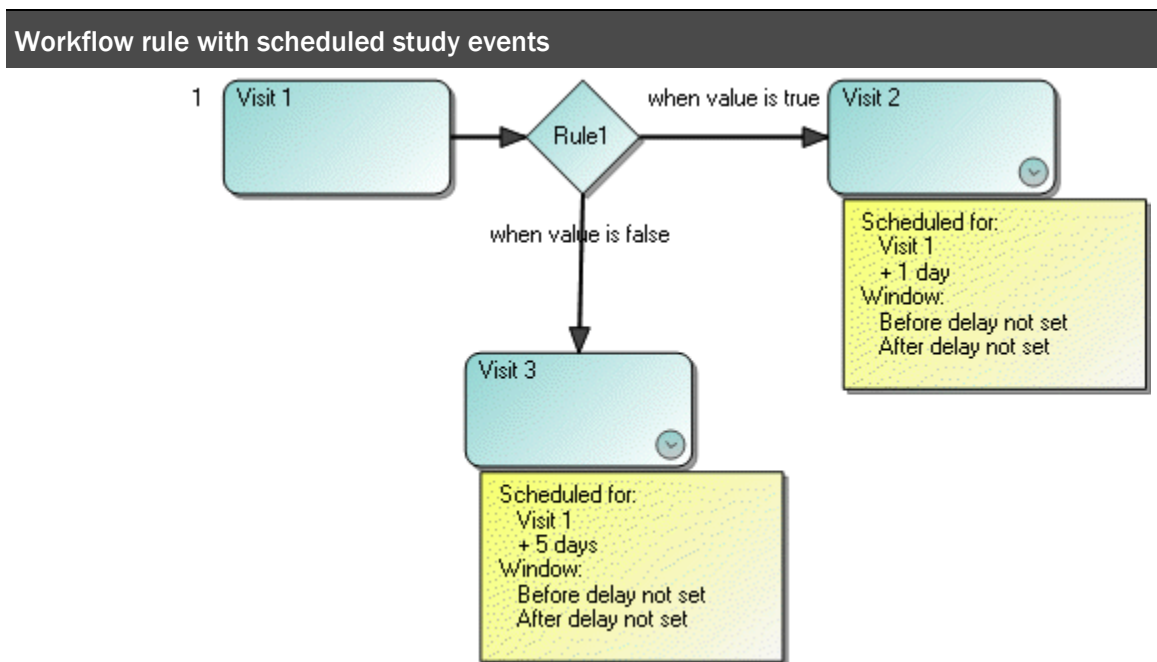 Workflow rule with scheduled study events
1
Visit 1
Rule1
when value is true
Visit 2
Scheduled for:
Visit 1
+ 1 day
Window:
Before delay not set
After delay not set
when value is false
Visit 3
Scheduled for:
Visit 1
+ 5 days
Window:
Before delay not set
After delay not set